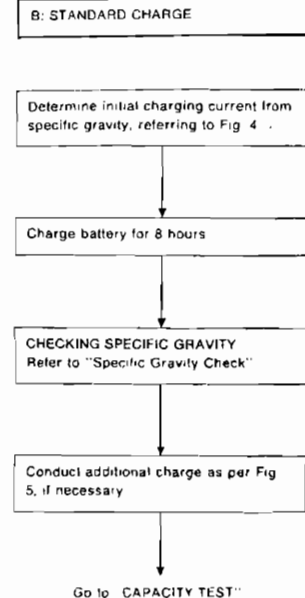 B: STANDARD CHARGE
Determine initial charging current from
specific gravity, referring to Fig 4 .
Charge battery for 8 hours
CHECKING SPECIFIC GRAVITY
Refer to "Specific Gravity Check"
Conduct additional charge as per Fig
5, if necessary
Go to CAPACITY TEST"